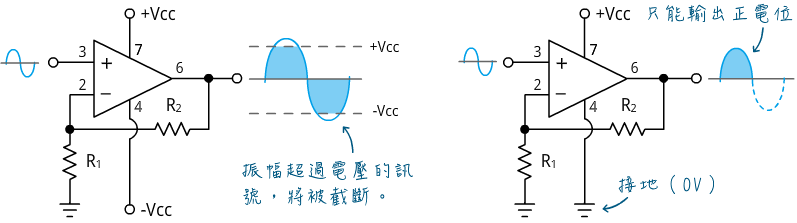 +Vcc
3
7
+
6
2
−
4
R2
R1
-Vcc
+Vcc
-Vcc
振幅超過電壓的訊
號，將被截斷。
+Vcc
3
7
+
6
2
−
4
R2
R1
只能輸出正電位
接地（0V）